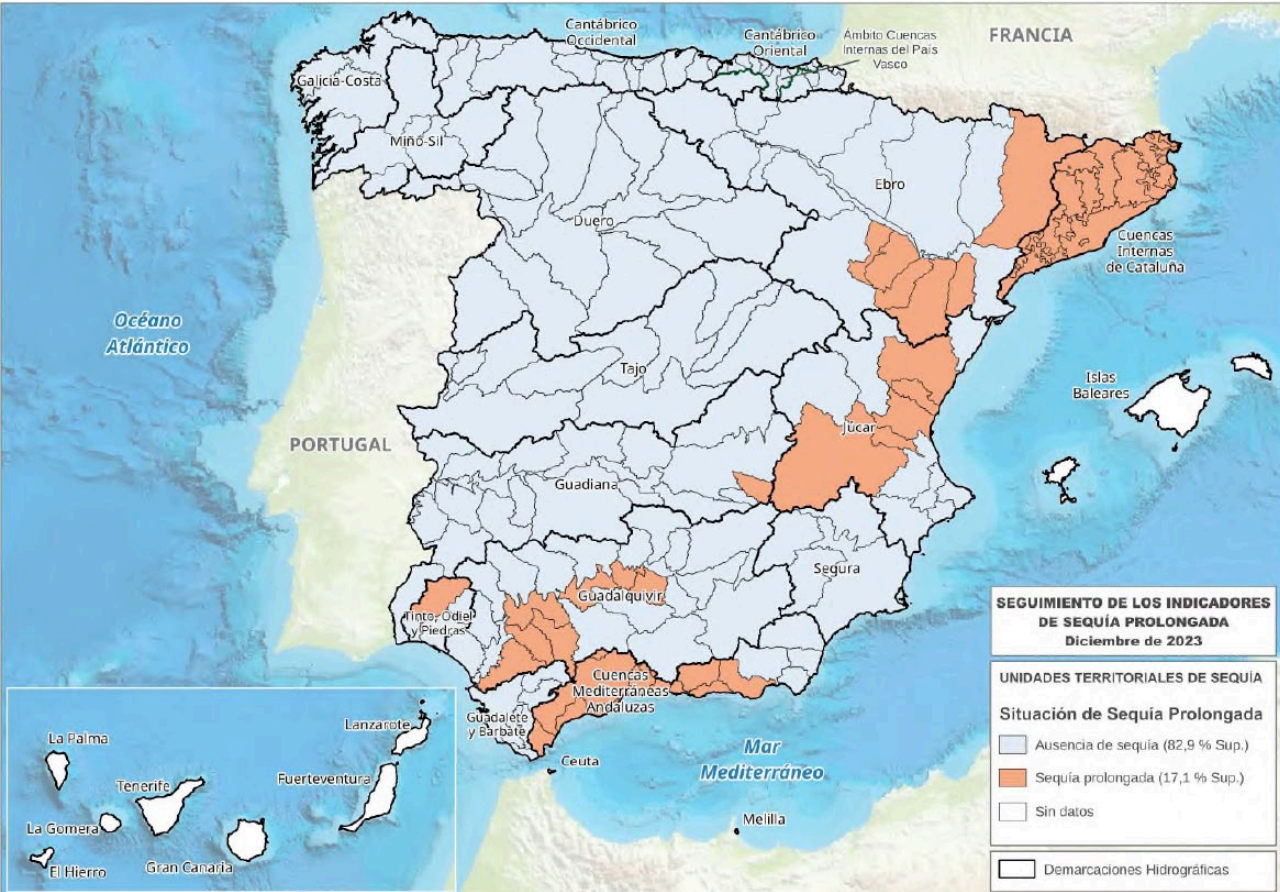 Cantábrico
Occidental
Cantábrico
Oriental
Ámbito Cuencas
Internas del País
Vasco
FRANCIA
Galicia-Costa
Miño-Sil
Ebro
Duero
Cuencas
Internas
de Cataluña
Océano
Atlántico
Tajo
Islas
Baleares
PORTUGAL
Júcar
Guadiana
Segura
Guadalquivir
Tinto, Odiel
y Piedras
Cuencas
Mediterráneas
Andaluzas
Guadalete
y Barbate
Ceuta
Mar
Mediterráneo
Melilla
La Palma
Lanzarote
Tenerife
Fuerteventura
La Gomera
El Hierro
Gran Canaria
SEGUIMIENTO DE LOS INDICADORES
DE SEQUÍA PROLONGADA
Diciembre de 2023
UNIDADES TERRITORIALES DE SEQUÍA
Situación de Sequía Prolongada
Ausencia de sequía (82,9 % Sup.)
Sequía prolongada (17,1 % Sup.)
Sin datos
Demarcaciones Hidrográficas